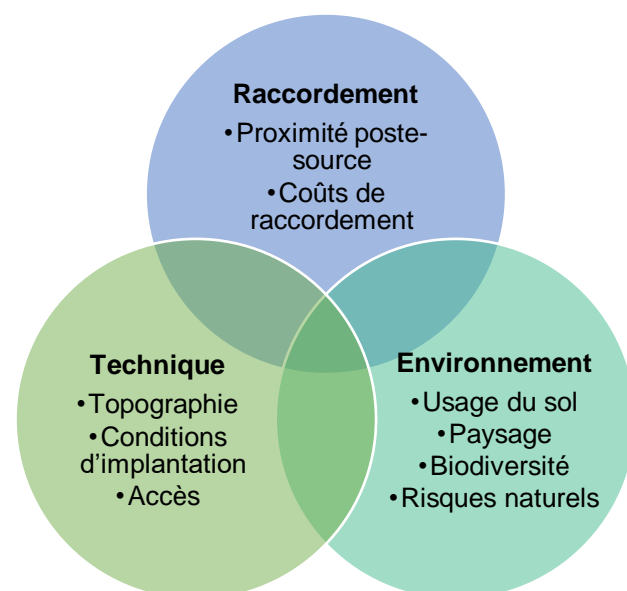 Raccordement
•Proximité poste-
source
•Coûts de
raccordement
Technique
•Topographie
•Conditions
d'implantation
•Accès
Environnement
•Usage du sol
•Paysage
•Biodiversité
•Risques naturels